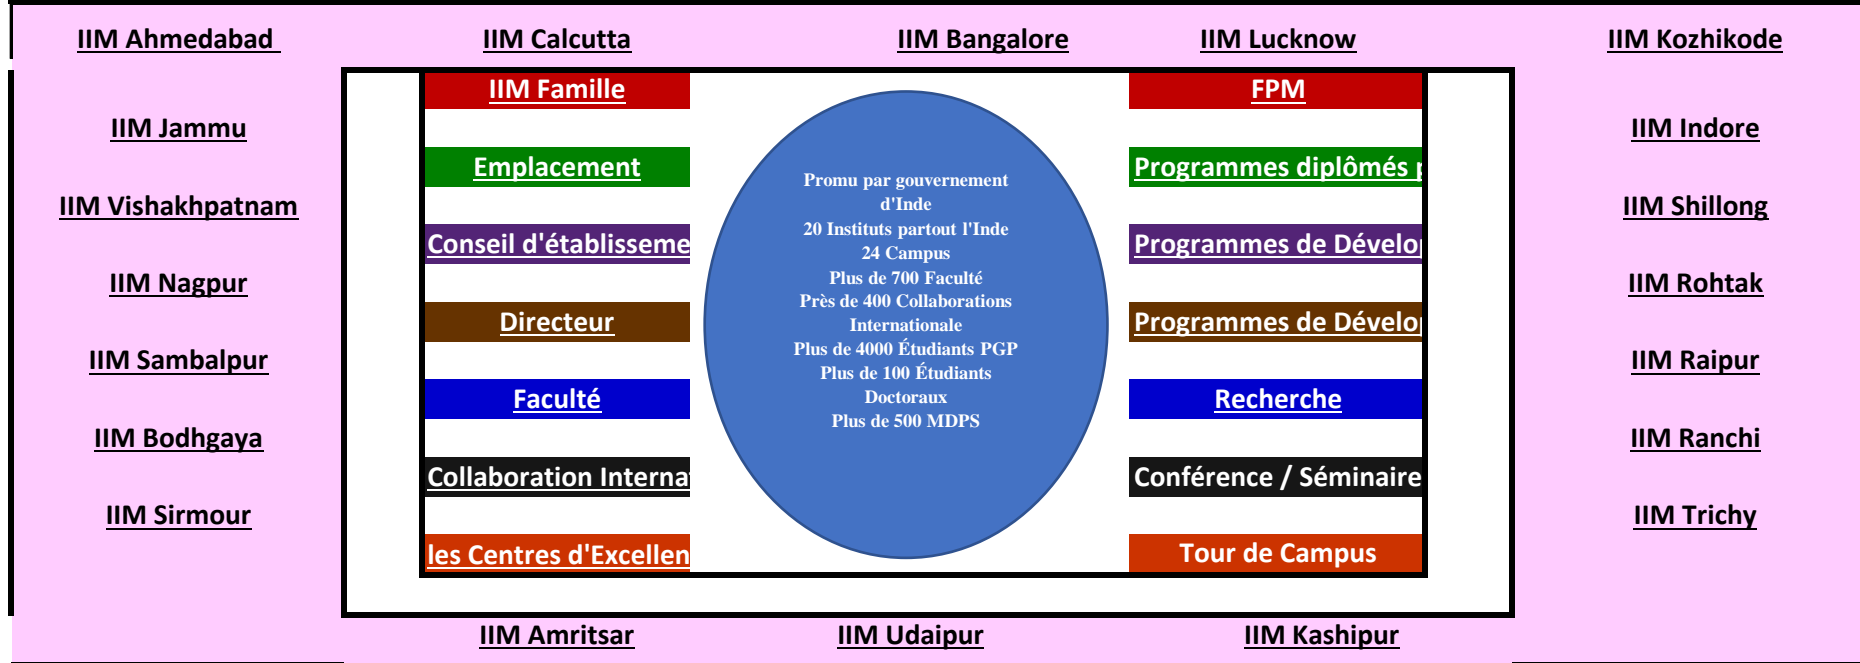 IIM Ahmedabad
IIM Calcutta
IIM Bangalore
IIM Lucknow
IIM Kozhikode
IIM Jammu
IIM Vishakhpatnam
IIM Nagpur
IIM Sambalpur
IIM Bodhgaya
IIM Sirmour
IIM Famille
Emplacement
Conseil d'établisseme
Directeur
Faculté
Collaboration Interna
les Centres d'Excellen
Promu par gouvernement
d'Inde
20 Instituts partout l'Inde
24 Campus
Plus de 700 Faculté
Près de 400 Collaborations
Internationale
Plus de 4000 Étudiants PGP
Plus de 100 Étudiants
Doctoraux
Plus de 500 MDPS
FPM
Programmes diplômés
Programmes de Dévelo
Programmes de Dévelo
Recherche
Conférence / Séminaire
Tour de Campus
IIM Indore
IIM Shillong
IIM Rohtak
IIM Raipur
IIM Ranchi
IIM Trichy
IIM Amritsar
IIM Udaipur
IIM Kashipur